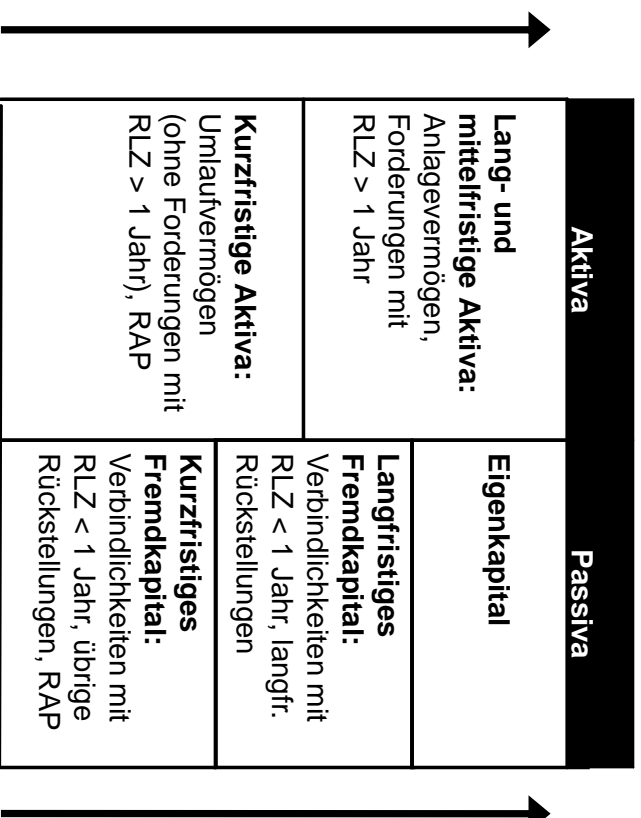 Aktiva
Passiva
Lang- und
mittelfristige Aktiva:
Anlagevermögen,
Forderungen mit
RLZ > 1 Jahr
Kurzfristige Aktiva:
Umlaufvermögen
(ohne Forderungen mit
RLZ > 1 Jahr), RAP
Eigenkapital
Langfristiges
Fremdkapital:
Verbindlichkeiten mit
RLZ < 1 Jahr, langfr.
Rückstellungen
Kurzfristiges
Fremdkapital:
Verbindlichkeiten mit
RLZ < 1 Jahr, übrige
Rückstellungen, RAP